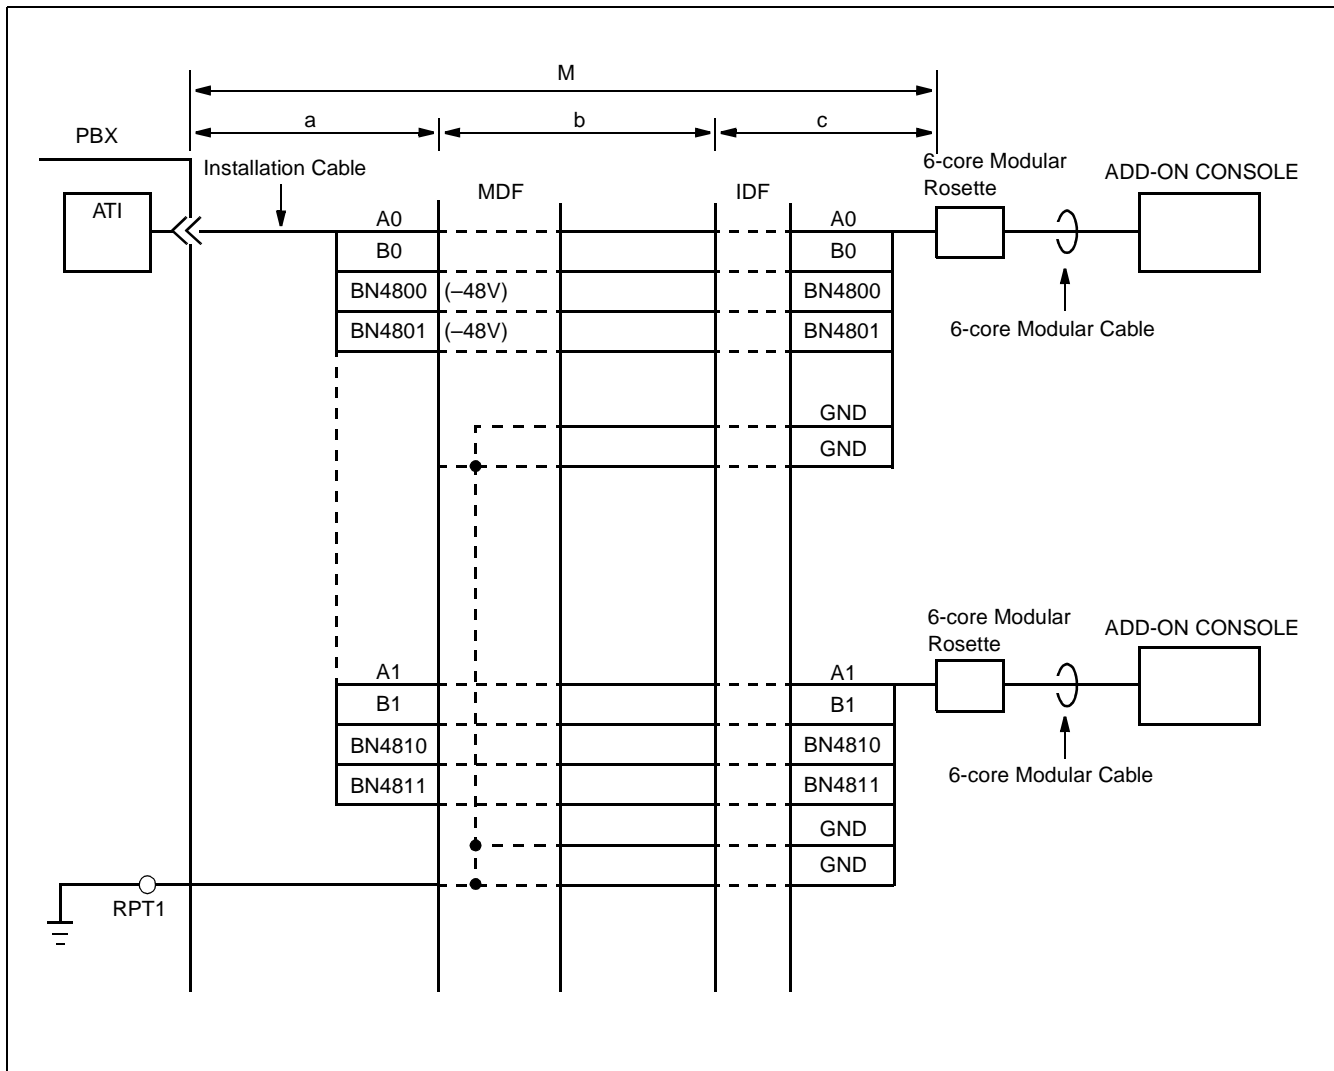 M
a
b
c
PBX
Installation Cable
6-core Modular
Rosette
ADD-ON CONSOLE
ATI
MDF
IDF
A0
A0
B0
B0
BN4800
(–48V)
BN4800
BN4801
(–48V)
BN4801
6-core Modular Cable
GND
GND
6-core Modular
Rosette
ADD-ON CONSOLE
A1
A1
B1
B1
BN4810
BN4810
BN4811
BN4811
6-core Modular Cable
GND
GND
RPT1